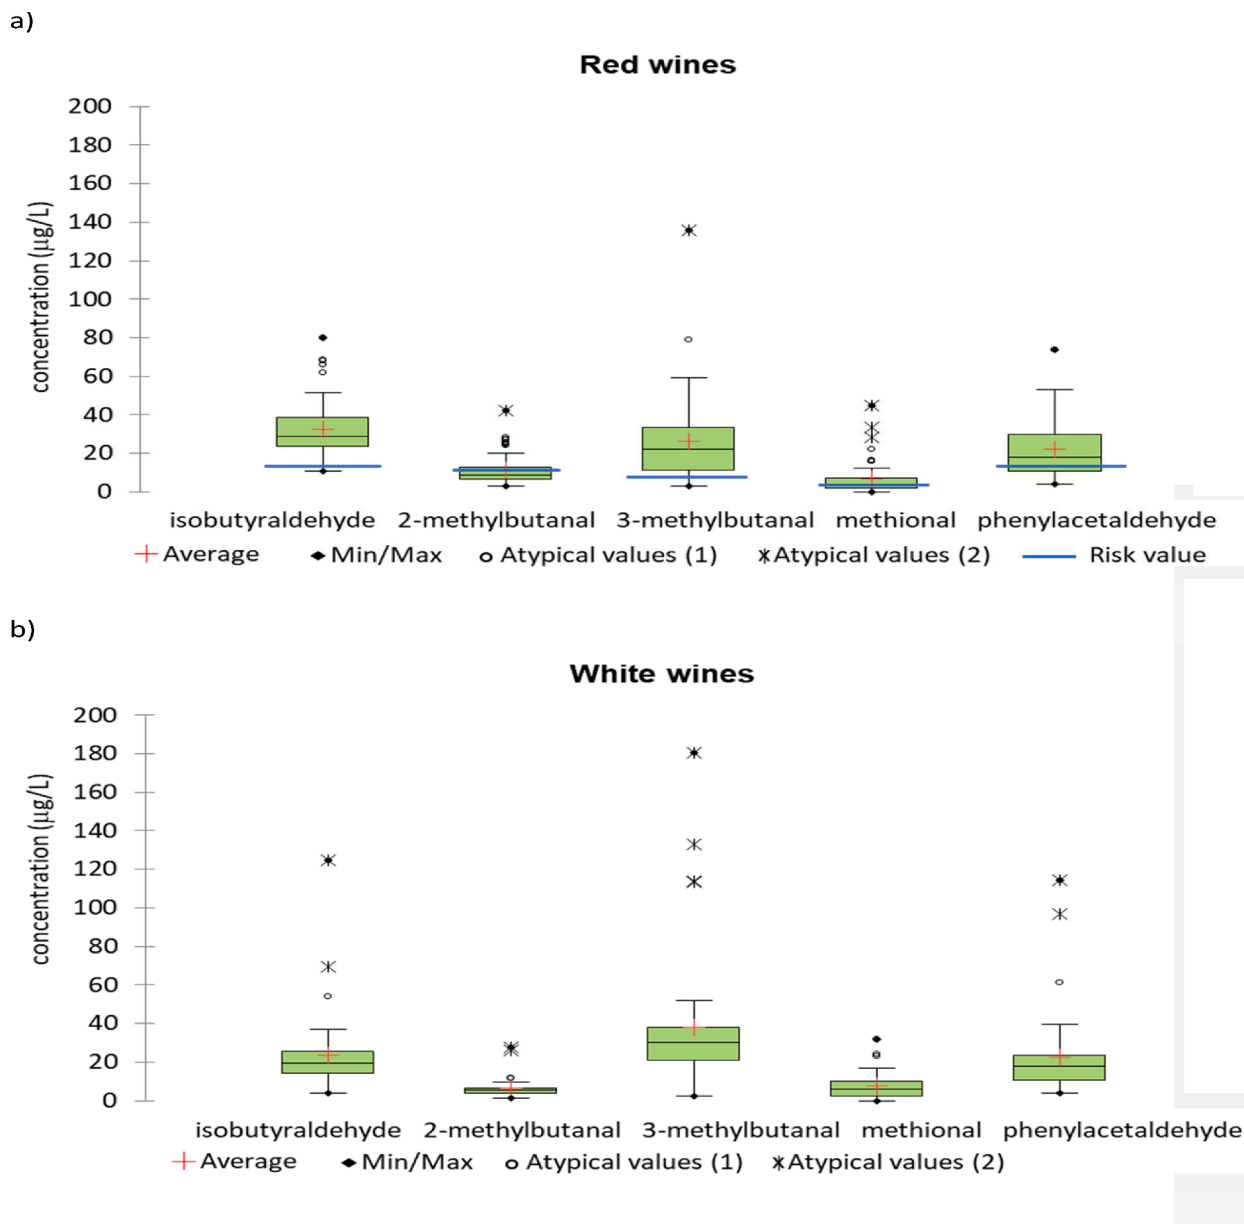 a)
Red wines
concentration (µg/L)
200
180
160
140
120
100
80
60
40
20
0
isobutyraldehyde 2-methylbutanal 3-methylbutanal methional phenylacetaldehyde
Average Min/Max Atypical values (1) Atypical values (2) Risk value
b)
White wines
concentration (µg/L)
200
180
160
140
120
100
80
60
40
20
0
isobutyraldehyde 2-methylbutanal 3-methylbutanal methional phenylacetaldehyde
Average Min/Max Atypical values (1) Atypical values (2)